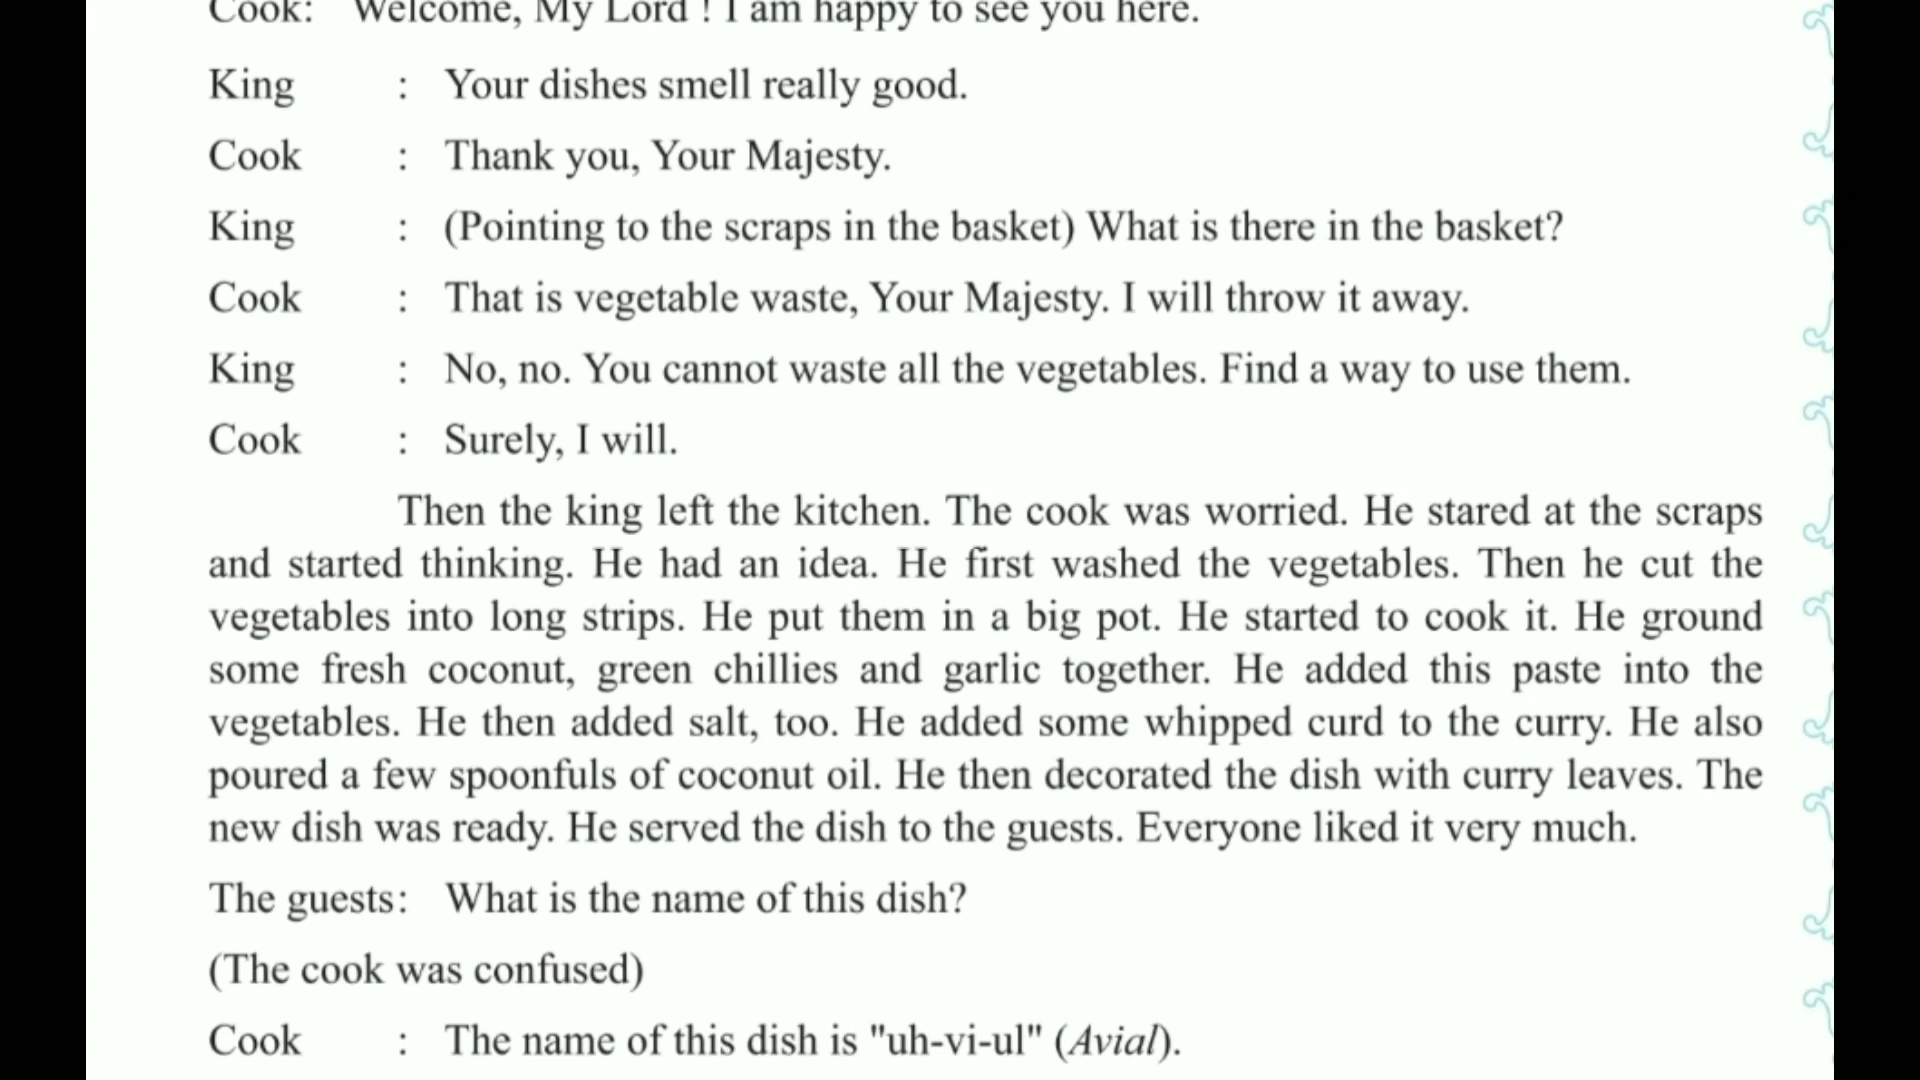 Cook: Welcome, My Lord ! I am happy to see you here.
King : Your dishes smell really good.
Cook : Thank you, Your Majesty.
King : (Pointing to the scraps in the basket) What is there in the basket?
Cook : That is vegetable waste, Your Majesty. I will throw it away.
King : No, no. You cannot waste all the vegetables. Find a way to use them.
Cook : Surely, I will.
Then the king left the kitchen. The cook was worried. He stared at the scraps
and started thinking. He had an idea. He first washed the vegetables. Then he cut the
vegetables into long strips. He put them in a big pot. He started to cook it. He ground
some fresh coconut, green chillies and garlic together. He added this paste into the
vegetables. He then added salt, too. He added some whipped curd to the curry. He also
poured a few spoonfuls of coconut oil. He then decorated the dish with curry leaves. The
new dish was ready. He served the dish to the guests. Everyone liked it very much.
The guests: What is the name of this dish?
(The cook was confused)
Cook : The name of this dish is "uh-vi-ul" (Avial).